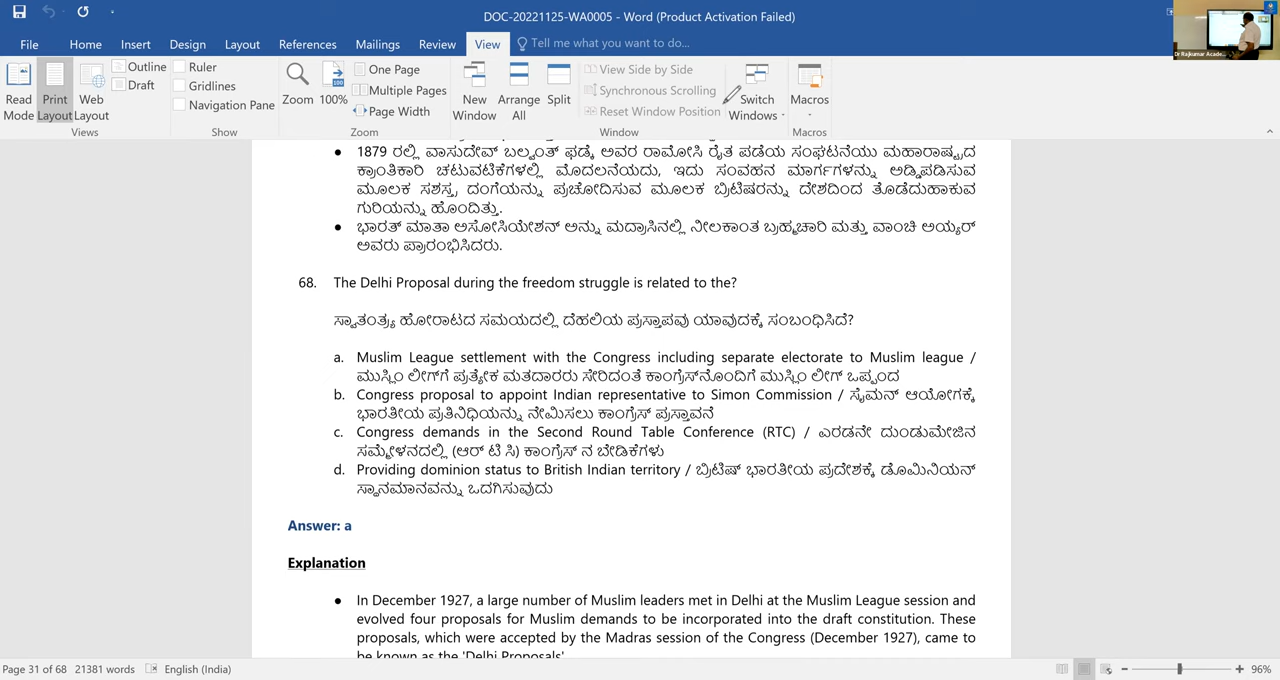 DOC-20221125-WA0005 - Word (Product Activation Failed)
File Home Insert Design Layout References Mailings Review View Tell me what you want to do...
Read Mode
Print Layout
Web Layout
Outline
Draft
Views
Ruler
Gridlines
Navigation Pane
Show
Zoom
100%
One Page
Multiple Pages
Page Width
Zoom
New Window
Arrange All
Split
View Side by Side
Synchronous Scrolling
Reset Window Position
Window
Switch Windows
Macros
Macros
Dr Rajkumar Acade...
• 1879 ರಲ್ಲಿ ವಾಸುದೇವ್ ಬಲ್ವಂತ್ ಫಡ್ಕೆ ಅವರ ರಾಮೋಸಿ ರೈತ ಪಡೆಯ ಸಂಘಟನೆಯು ಮಹಾರಾಷ್ಟ್ರದ
ಕ್ರಾಂತಿಕಾರಿ ಚಟುವಟಿಕೆಗಳಲ್ಲಿ ಮೊದಲನೆಯದು, ಇದು ಸಂವಹನ ಮಾರ್ಗಗಳನ್ನು ಅಡ್ಡಿಪಡಿಸುವ
ಮೂಲಕ ಸಶಸ್ತ್ರ ದಂಗೆಯನ್ನು ಪ್ರಚೋದಿಸುವ ಮೂಲಕ ಬ್ರಿಟಿಷರನ್ನು ದೇಶದಿಂದ ತೊಡೆದುಹಾಕುವ
ಗುರಿಯನ್ನು ಹೊಂದಿತ್ತು.
• ಭಾರತ್ ಮಾತಾ ಅಸೋಸಿಯೇಶನ್ ಅನ್ನು ಮದ್ರಾಸಿನಲ್ಲಿ ನೀಲಕಾಂತ ಬ್ರಹ್ಮಚಾರಿ ಮತ್ತು ವಾಂಚಿ ಅಯ್ಯರ್
ಅವರು ಪ್ರಾರಂಭಿಸಿದರು.
68. The Delhi Proposal during the freedom struggle is related to the?
ಸ್ವಾತಂತ್ರ್ಯ ಹೋರಾಟದ ಸಮಯದಲ್ಲಿ ದೆಹಲಿಯ ಪ್ರಸ್ತಾಪವು ಯಾವುದಕ್ಕೆ ಸಂಬಂಧಿಸಿದೆ?
a. Muslim League settlement with the Congress including separate electorate to Muslim league /
ಮುಸ್ಲಿಂ ಲೀಗ್‌ಗೆ ಪ್ರತ್ಯೇಕ ಮತದಾರರು ಸೇರಿದಂತೆ ಕಾಂಗ್ರೆಸ್‌ನೊಂದಿಗೆ ಮುಸ್ಲಿಂ ಲೀಗ್ ಒಪ್ಪಂದ
b. Congress proposal to appoint Indian representative to Simon Commission / ಸೈಮನ್ ಆಯೋಗಕ್ಕೆ
ಭಾರತೀಯ ಪ್ರತಿನಿಧಿಯನ್ನು ನೇಮಿಸಲು ಕಾಂಗ್ರೆಸ್ ಪ್ರಸ್ತಾವನೆ
c. Congress demands in the Second Round Table Conference (RTC) / ಎರಡನೇ ದುಂಡುಮೇಜಿನ
ಸಮ್ಮೇಳನದಲ್ಲಿ (ಆರ್ ಟಿ ಸಿ) ಕಾಂಗ್ರೆಸ್ ನ ಬೇಡಿಕೆಗಳು
d. Providing dominion status to British Indian territory / ಬ್ರಿಟಿಷ್ ಭಾರತೀಯ ಪ್ರದೇಶಕ್ಕೆ ಡೊಮಿನಿಯನ್
ಸ್ಥಾನಮಾನವನ್ನು ಒದಗಿಸುವುದು
Answer: a
Explanation
• In December 1927, a large number of Muslim leaders met in Delhi at the Muslim League session and
evolved four proposals for Muslim demands to be incorporated into the draft constitution. These
proposals, which were accepted by the Madras session of the Congress (December 1927), came to
be known as the 'Delhi Proposals'
Page 31 of 68 21381 words English (India) 96%